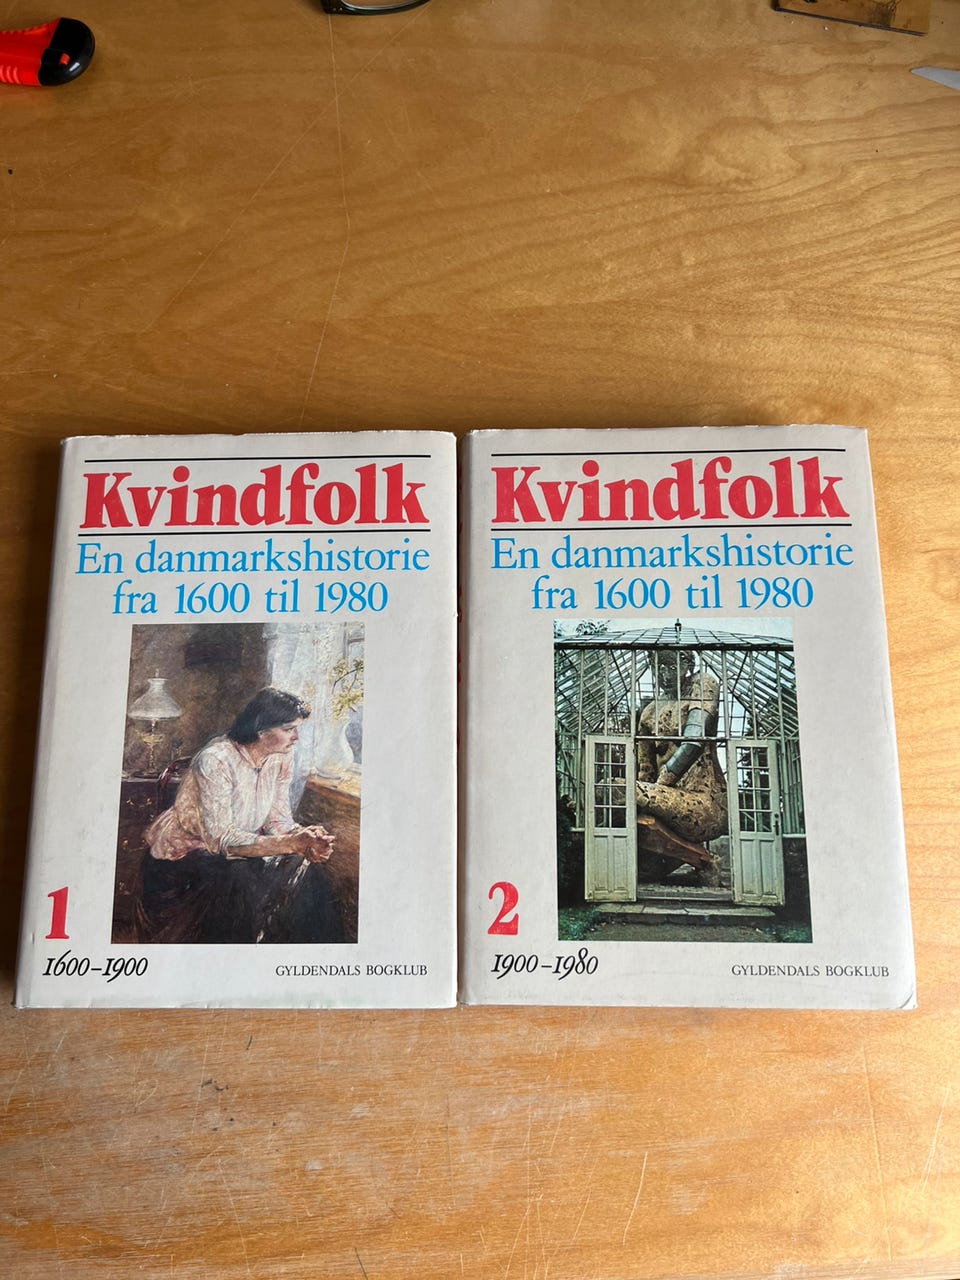 Kvindfolk
En danmarkshistorie
fra 1600 til 1980
1
1600–1900
GYLDENDALS BOGKLUB
Kvindfolk
En danmarkshistorie
fra 1600 til 1980
2
1900–1980
GYLDENDALS BOGKLUB